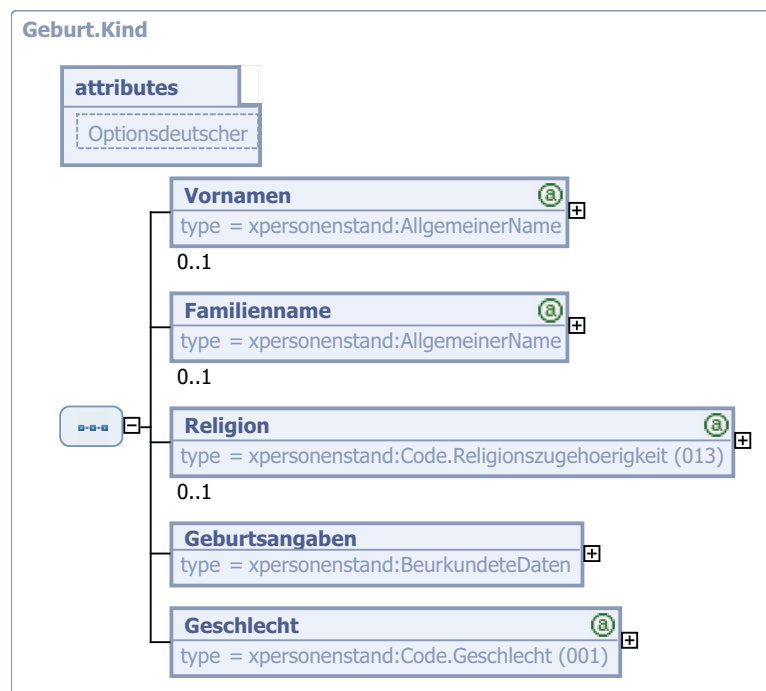 Geburt.Kind
attributes
Optionsdeutscher
Vornamen
type = xpersonenstand:AllgemeinerName
0..1
Familienname
type = xpersonenstand:AllgemeinerName
0..1
Religion
type = xpersonenstand:Code.Religionszugehoerigkeit (013)
0..1
Geburtsangaben
type = xpersonenstand:BeurkundeteDaten
Geschlecht
type = xpersonenstand:Code.Geschlecht (001)